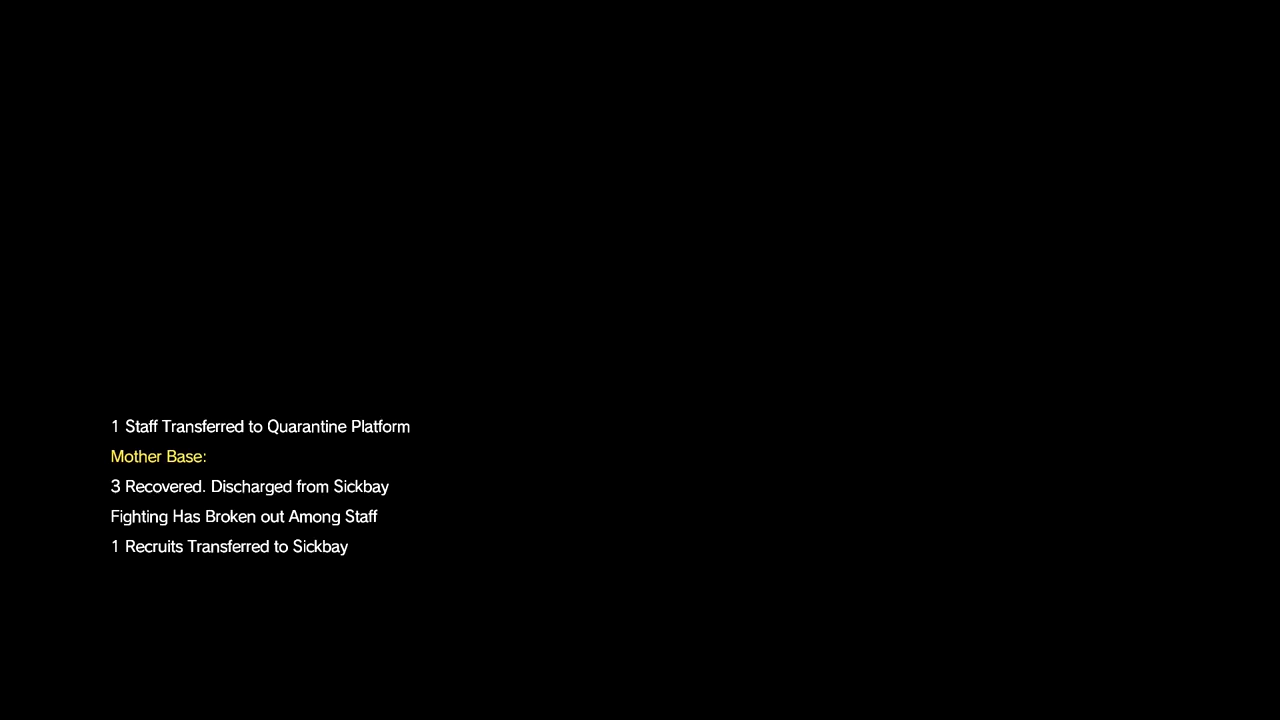 1 Staff Transferred to Quarantine Platform
Mother Base:
3 Recovered. Discharged from Sickbay
Fighting Has Broken out Among Staff
1 Recruits Transferred to Sickbay